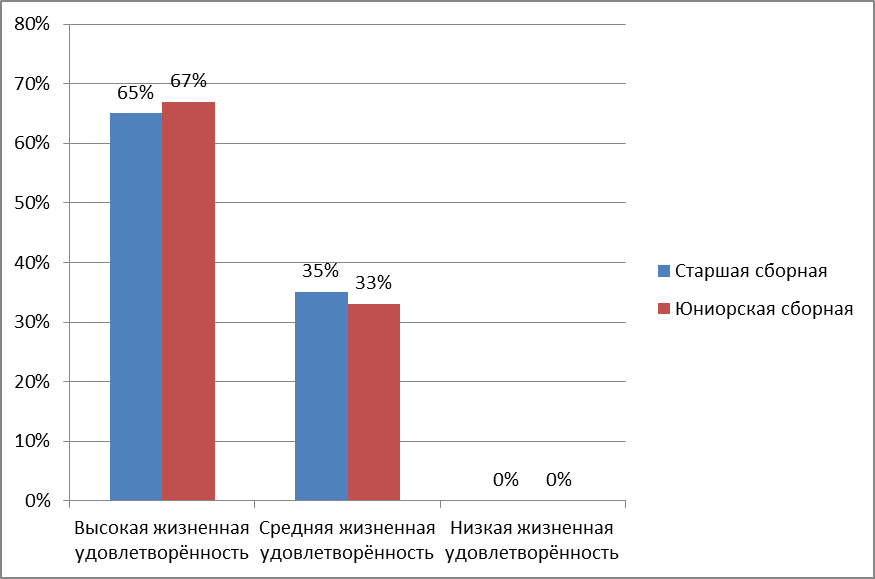 80%
70%
60%
50%
40%
30%
20%
10%
0%
65%
67%
35%
33%
0%
0%
Высокая жизненная
удовлетворённость
Средняя жизненная
удовлетворённость
Низкая жизненная
удовлетворённость
Старшая сборная
Юниорская сборная